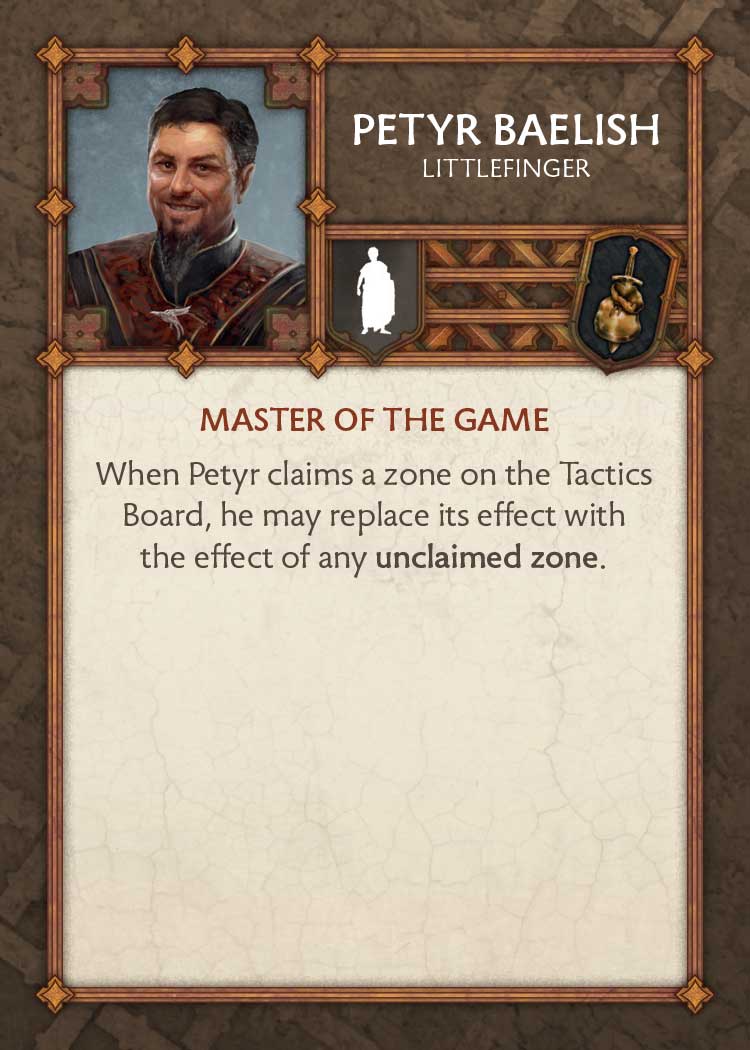 PETYR BAELISH
LITTLEFINGER
MASTER OF THE GAME
When Petyr claims a zone on the Tactics
Board, he may replace its effect with
the effect of any unclaimed zone.